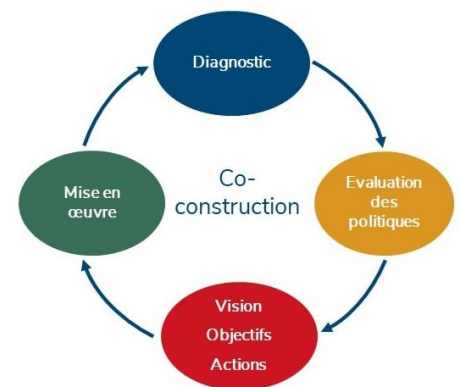 Diagnostic
Evaluation
des
politiques
Vision
Objectifs
Actions
Mise en
œuvre
Co-
construction